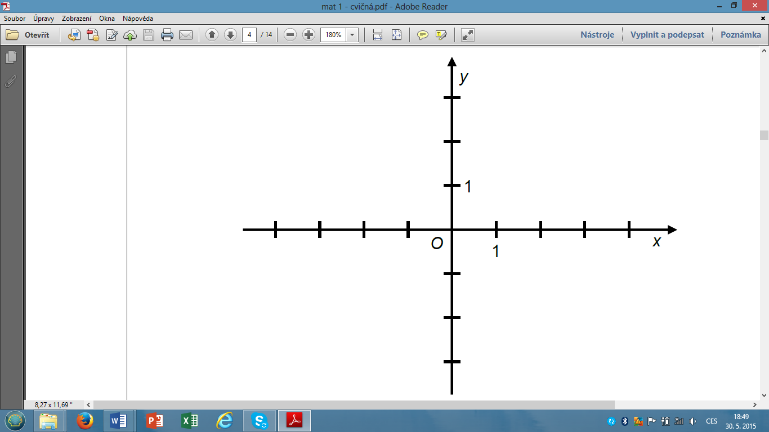 mat 1 - cvičná.pdf - Adobe Reader
Soubor Úpravy Zobrazení Okna Nápověda
Otevřít 4 / 14 180% Nástroje Vyplnit a podepsat Poznámka
y
1
O
1
x
8,27 x 11,69 "
18:49
CES
30. 5. 2015